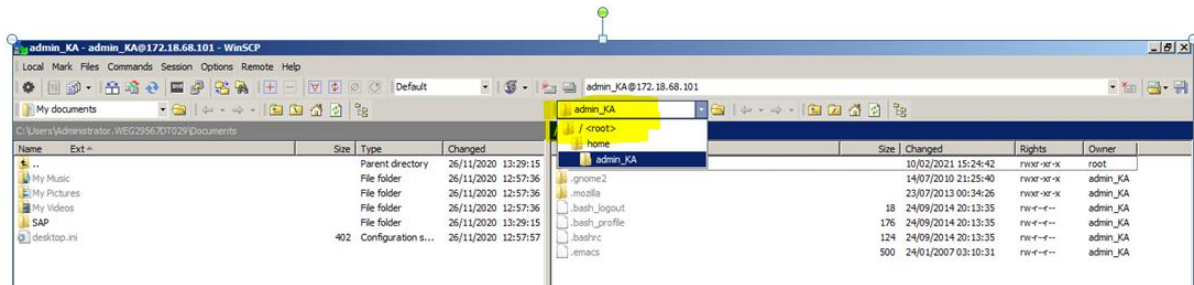 admin_KA - admin_KA@172.18.68.101 - WinSCP
Local Mark Files Commands Session Options Remote Help
Default
admin_KA@172.18.68.101
My documents
admin_KA
C:\Users\Administrator.WEG29567DT029\Documents
/ <root>
home
admin_KA
Name Ext Size Type Changed
Size Changed Rights Owner
.. Parent directory 26/11/2020 13:29:15
10/02/2021 15:24:42 rwxr-xr-x root
My Music File folder 26/11/2020 12:57:36
.gnome2 14/07/2010 21:25:40 rwxr-xr-x admin_KA
My Pictures File folder 26/11/2020 12:57:36
.mozilla 23/07/2013 00:34:26 rwxr-xr-x admin_KA
My Videos File folder 26/11/2020 12:57:36
.bash_logout 18 24/09/2014 20:13:35 rw-r--r-- admin_KA
SAP File folder 26/11/2020 13:29:15
.bash_profile 176 24/09/2014 20:13:35 rw-r--r-- admin_KA
desktop.ini 402 Configuration s... 26/11/2020 12:57:57
.bashrc 124 24/09/2014 20:13:35 rw-r--r-- admin_KA
.emacs 500 24/01/2007 03:10:31 rw-r--r-- admin_KA